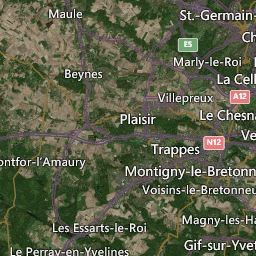 Maule
St.-Germain-
E5
Ch
Marly-le-Roi
Beynes
La Cell
Villepreux
A12
Plaisir
Le Chesna
N12
Ve
Trappes
ontfor-l'Amaury
Montigny-le-Bretonn
Voisins-le-Bretonneu
Magny-les-Ha
Les Essarts-le-Roi
Gif-sur-Yvet
Le Perray-en-Yvelines